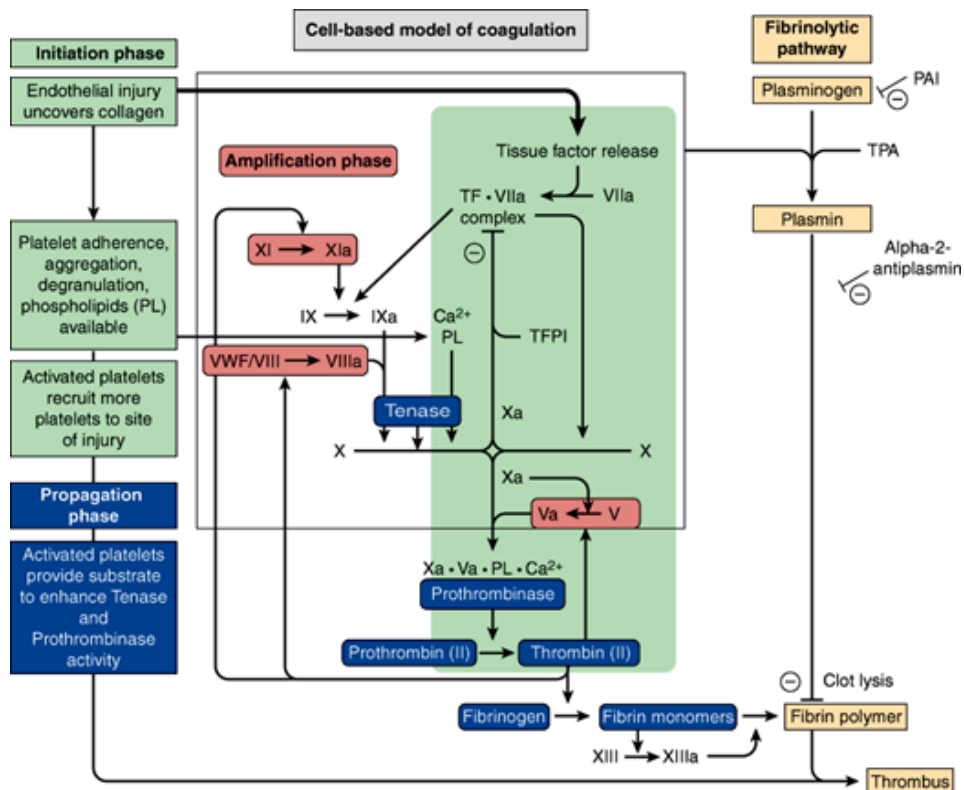 Cell-based model of coagulation
Initiation phase
Endothelial injury
uncovers collagen
Platelet adherence,
aggregation,
degranulation,
phospholipids (PL)
available
Activated platelets
recruit more
platelets to site
of injury
Propagation
phase
Activated platelets
provide substrate
to enhance Tenase
and
Prothrombinase
activity
Amplification phase
XI
XIa
IX
IXa
VWF/VIII
VIIIa
Tissue factor release
TF • VIIa
complex
VIIa
⊖
Ca²⁺
PL
TFPI
Tenase
Xa
X
X
Xa
Va
V
Xa • Va • PL • Ca²⁺
Prothrombinase
Prothrombin (II)
Thrombin (II)
Fibrinogen
Fibrin monomers
XIII
XIIIa
Fibrinolytic
pathway
Plasminogen
PAI
⊖
TPA
Plasmin
Alpha-2-
antiplasmin
⊖
⊖
Clot lysis
Fibrin polymer
Thrombus